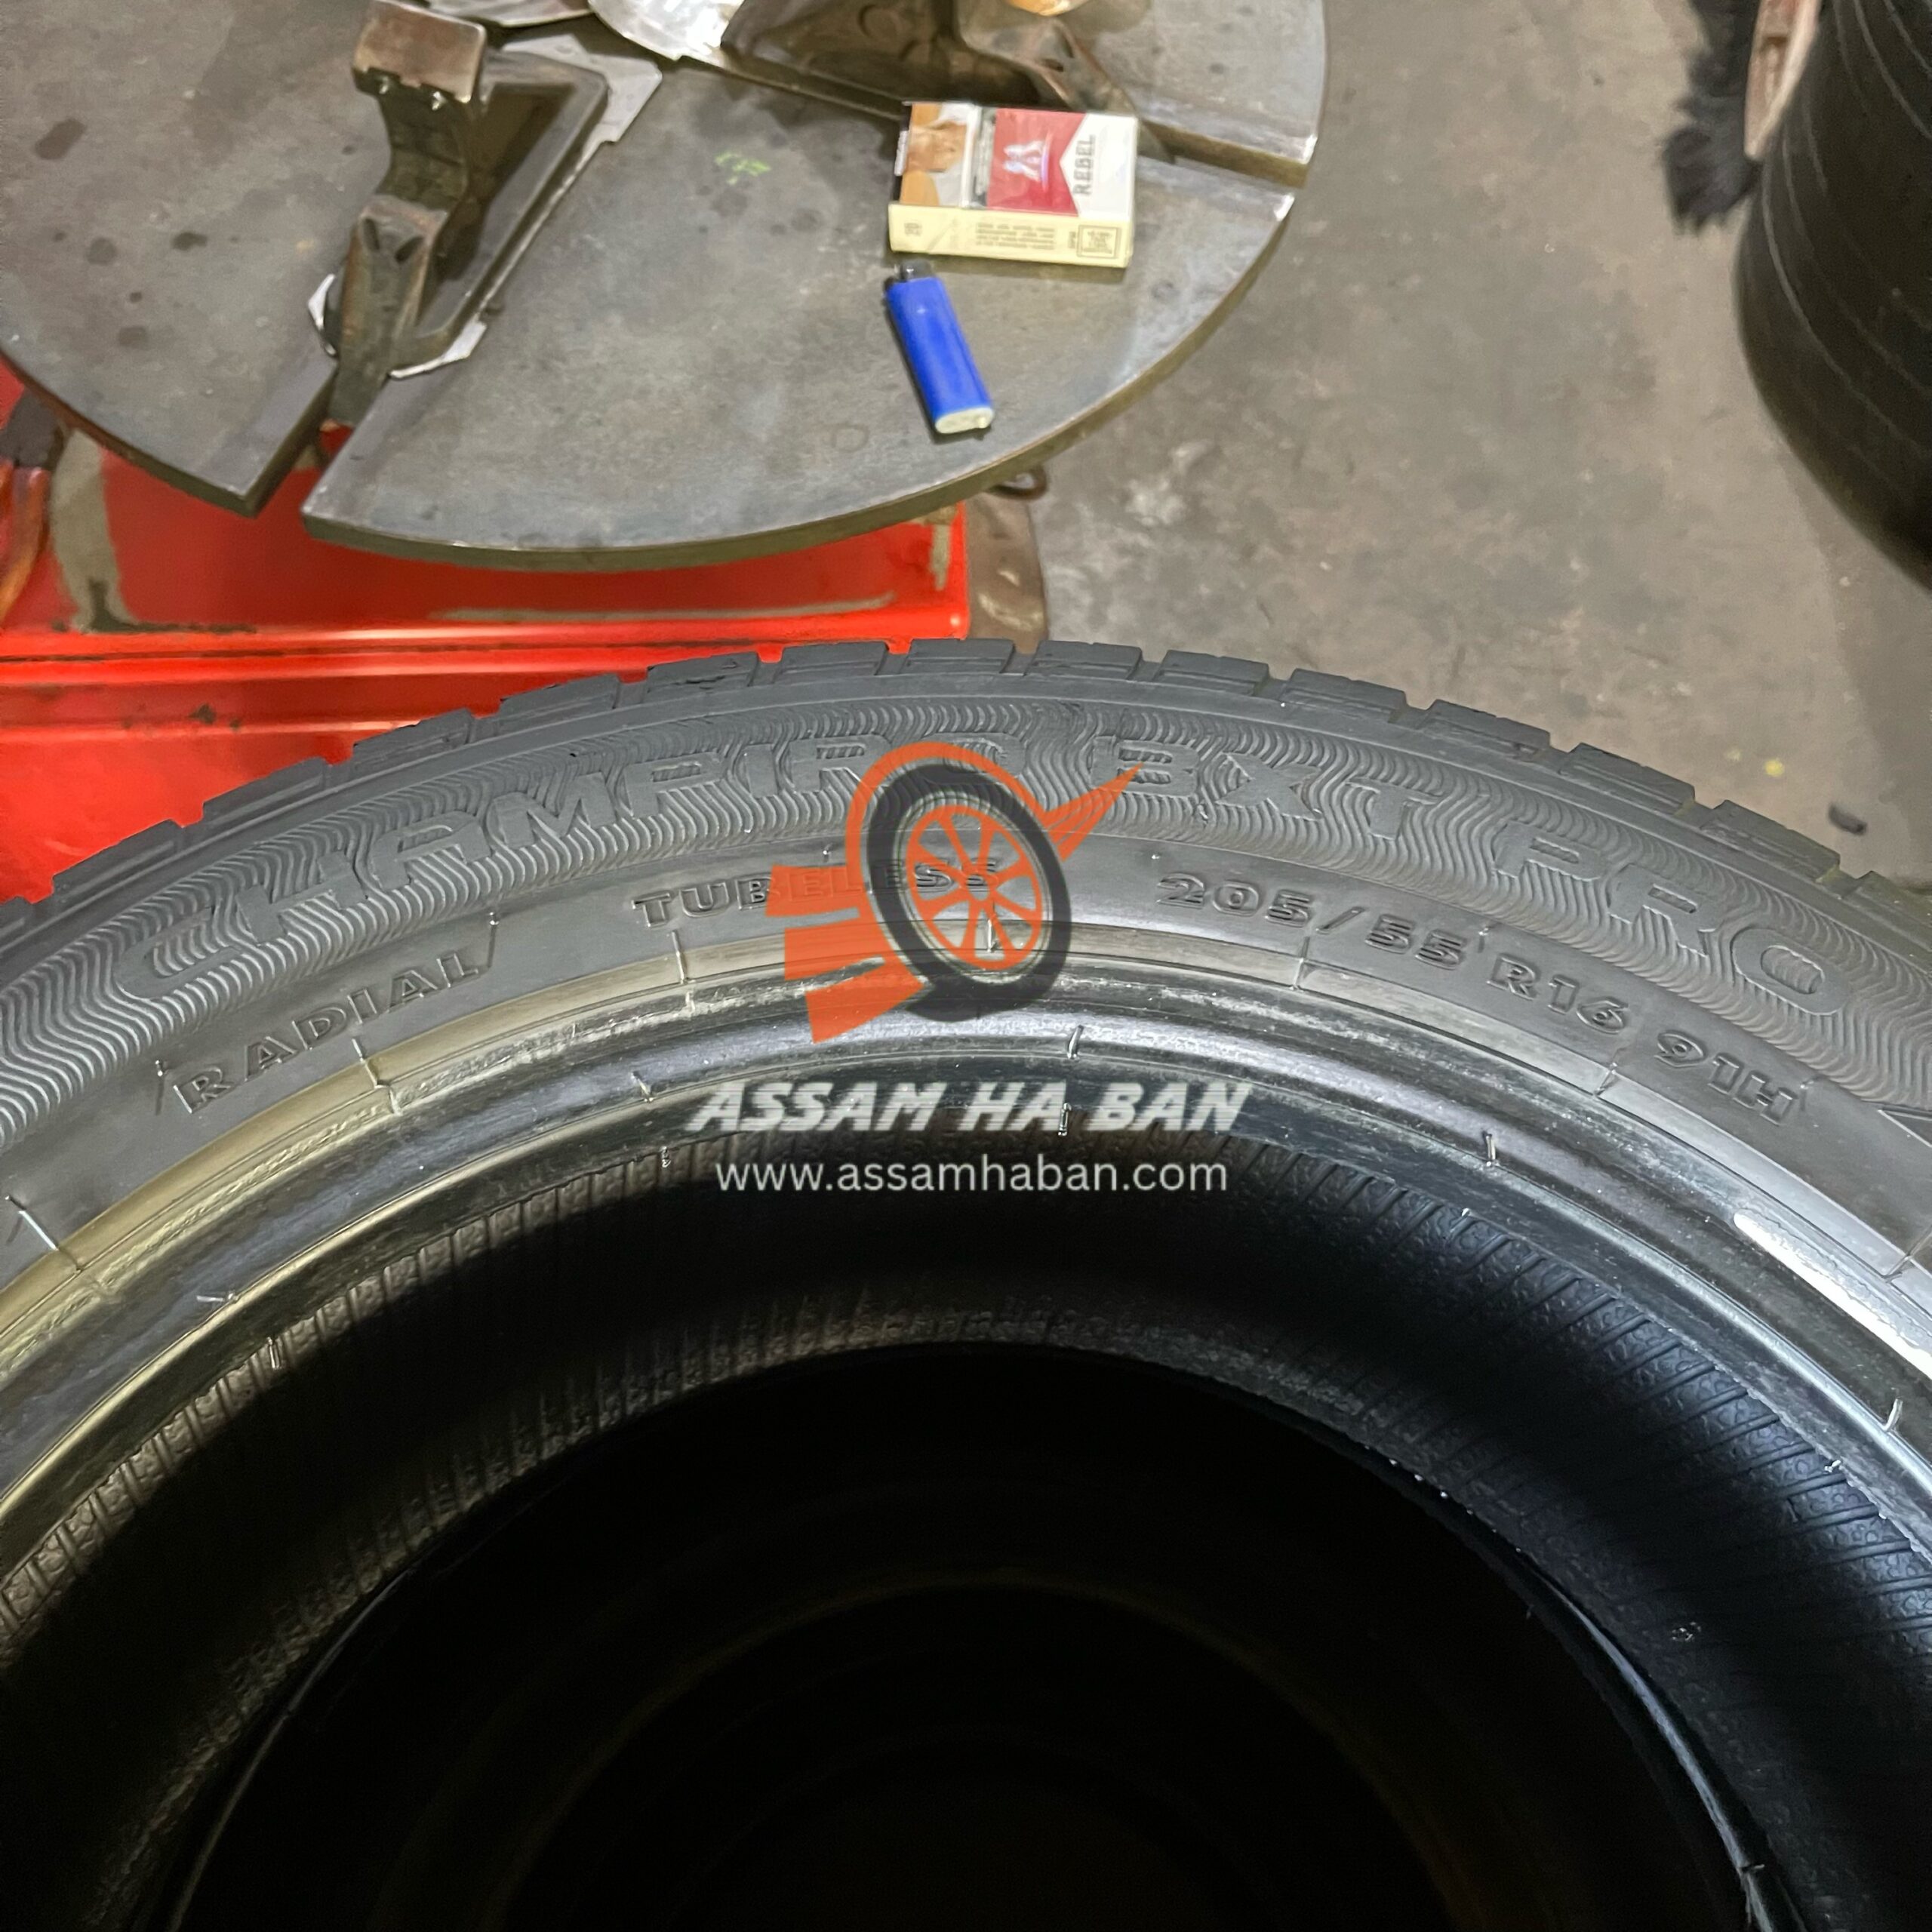 REBEL
CHAMPIRO BXT PRO
RADIAL
TUBELESS
205/55 R16 91H
ASSAM HA BAN
www.assamhaban.com